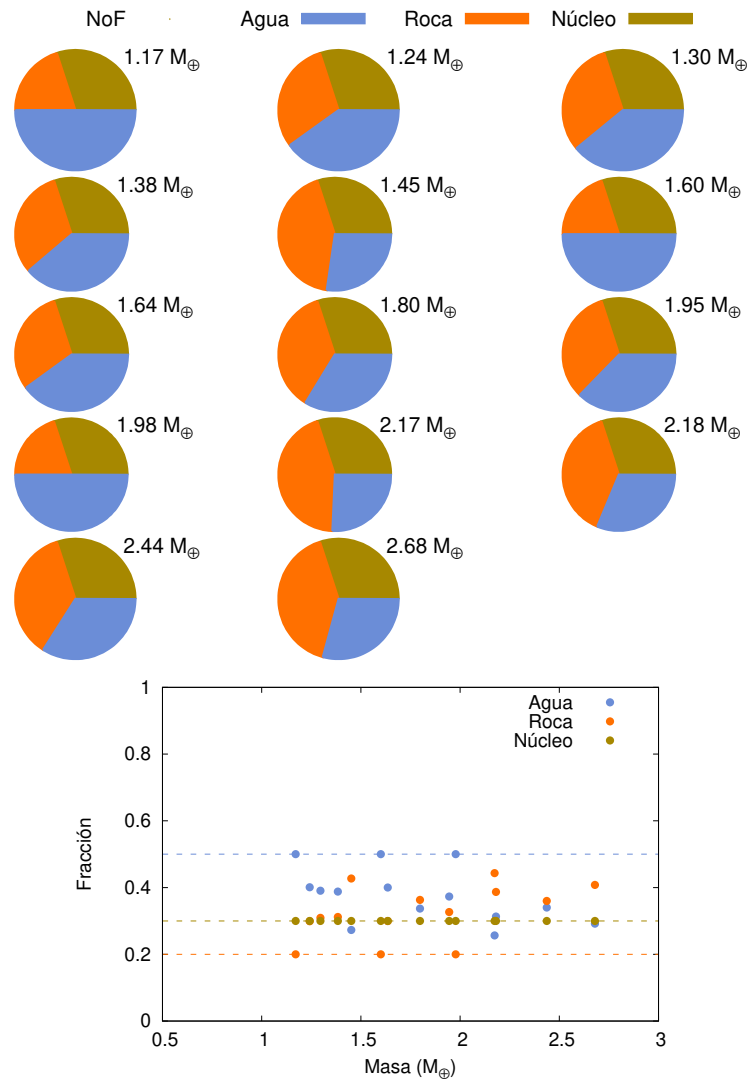 NoF Agua Roca Núcleo
1.17 M⊕ 1.24 M⊕ 1.30 M⊕
1.38 M⊕ 1.45 M⊕ 1.60 M⊕
1.64 M⊕ 1.80 M⊕ 1.95 M⊕
1.98 M⊕ 2.17 M⊕ 2.18 M⊕
2.44 M⊕ 2.68 M⊕
1
0.8
0.6
0.4
0.2
0
Fracción
Agua
Roca
Núcleo
0.5 1 1.5 2 2.5 3
Masa (M⊕)